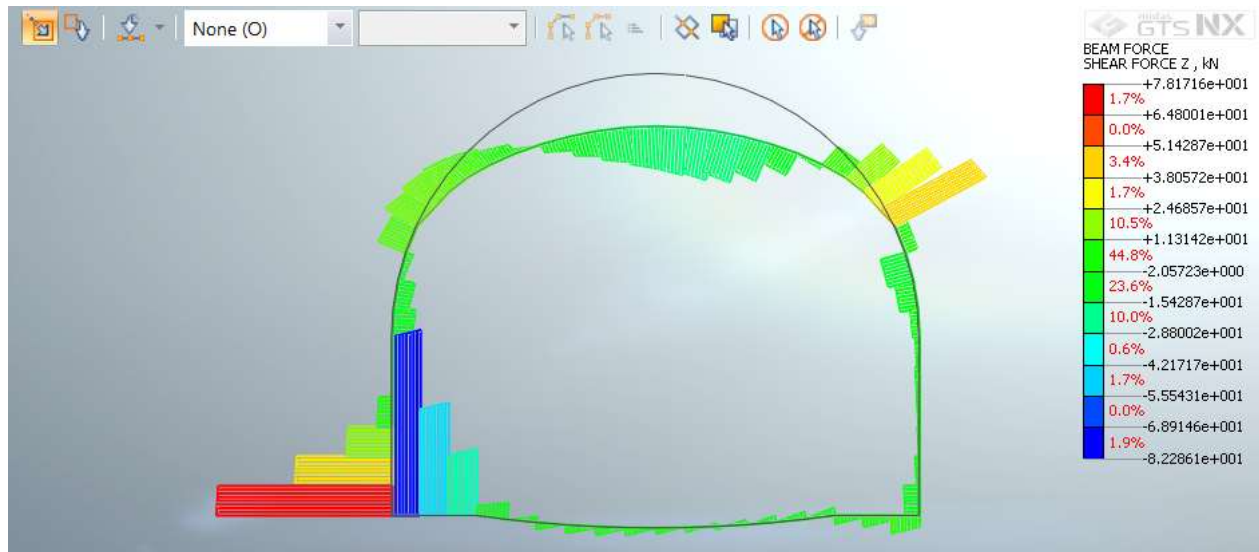 None (O)
midas
GTS NX
BEAM FORCE
SHEAR FORCE Z , kN
+7.81716e+001
1.7%
+6.48001e+001
0.0%
+5.14287e+001
3.4%
+3.80572e+001
1.7%
+2.46857e+001
10.5%
+1.13142e+001
44.8%
-2.05723e+000
23.6%
-1.54287e+001
10.0%
-2.88002e+001
0.6%
-4.21717e+001
1.7%
-5.55431e+001
0.0%
-6.89146e+001
1.9%
-8.22861e+001